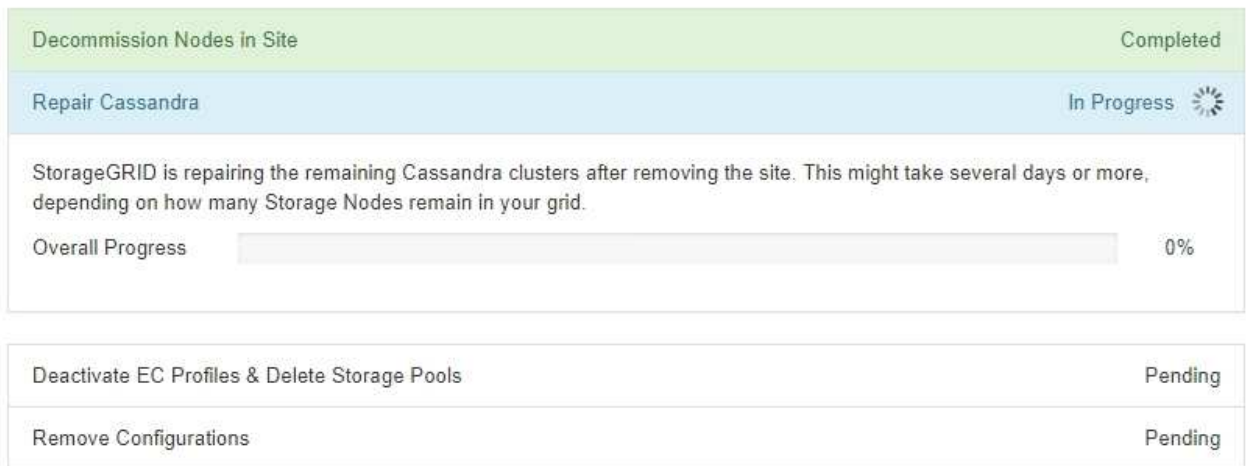 Decommission Nodes in Site Completed
Repair Cassandra In Progress
StorageGRID is repairing the remaining Cassandra clusters after removing the site. This might take several days or more,
depending on how many Storage Nodes remain in your grid.
Overall Progress 0%
Deactivate EC Profiles & Delete Storage Pools Pending
Remove Configurations Pending